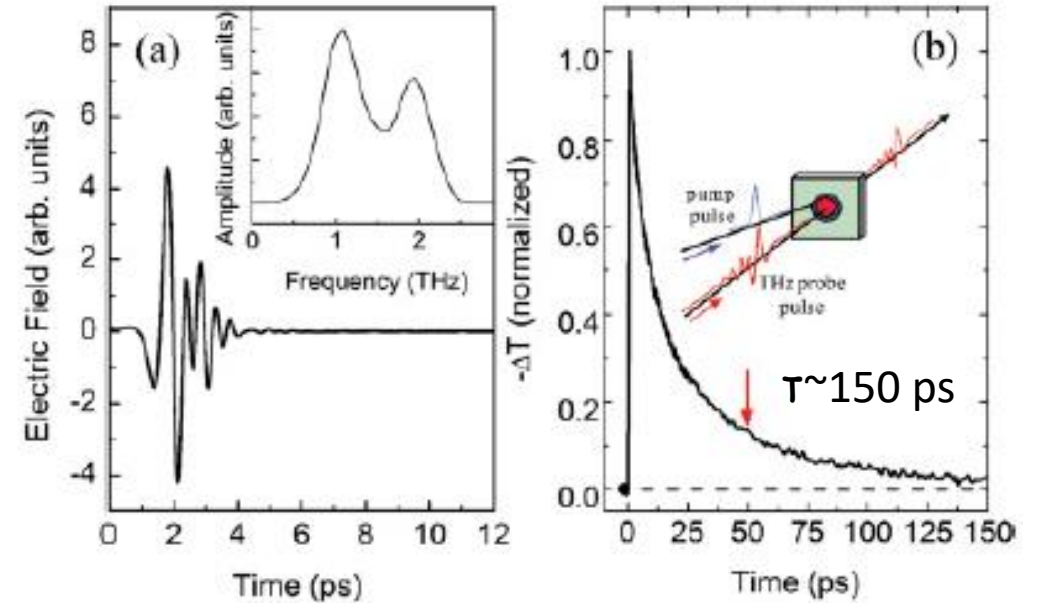 (a)
Electric Field (arb. units)
8
6
4
2
0
-2
-4
0 2 4 6 8 10 12
Time (ps)
Amplitude (arb. units)
0 1 2
Frequency (THz)
(b)
-ΔT (normalized)
1.0
0.8
0.6
0.4
0.2
0.0
0 25 50 75 100 125 150
Time (ps)
pump
pulse
THz probe
pulse
τ~150 ps